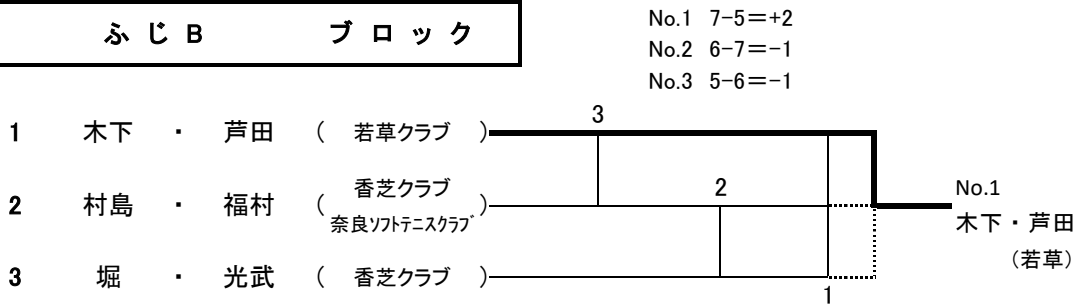 ふ じ B ブ ロ ッ ク
No.1 7-5=+2
No.2 6-7=-1
No.3 5-6=-1
3
1 木下 ・ 芦田 ( 若草クラブ )
香芝クラブ
2 村島 ・ 福村 ( )
奈良ソフトテニスクラブ
2
No.1
木下・芦田
(若草)
3 堀 ・ 光武 ( 香芝クラブ )
1